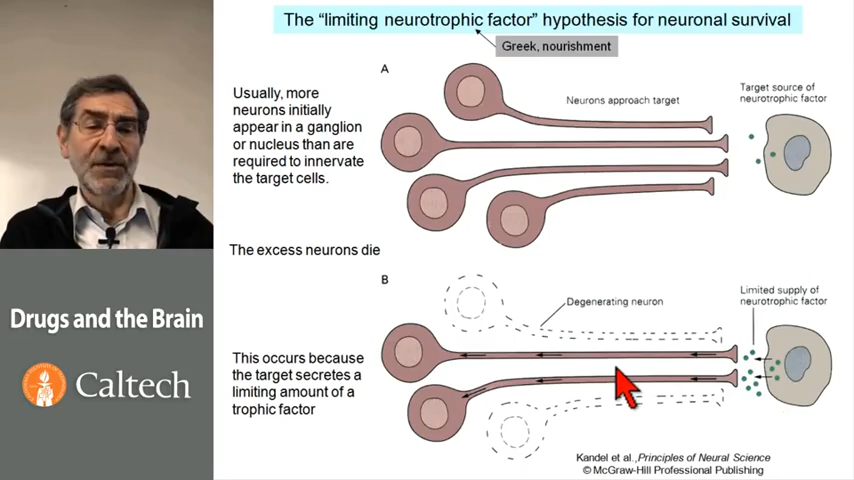 The “limiting neurotrophic factor” hypothesis for neuronal survival
Greek, nourishment
A
Usually, more
neurons initially
appear in a ganglion
or nucleus than are
required to innervate
the target cells.
Neurons approach target
Target source of
neurotrophic factor
The excess neurons die
B
Degenerating neuron
Limited supply of
neurotrophic factor
This occurs because
the target secretes a
limiting amount of a
trophic factor
Drugs and the Brain
Caltech
Kandel et al.,Principles of Neural Science
© McGraw-Hill Professional Publishing